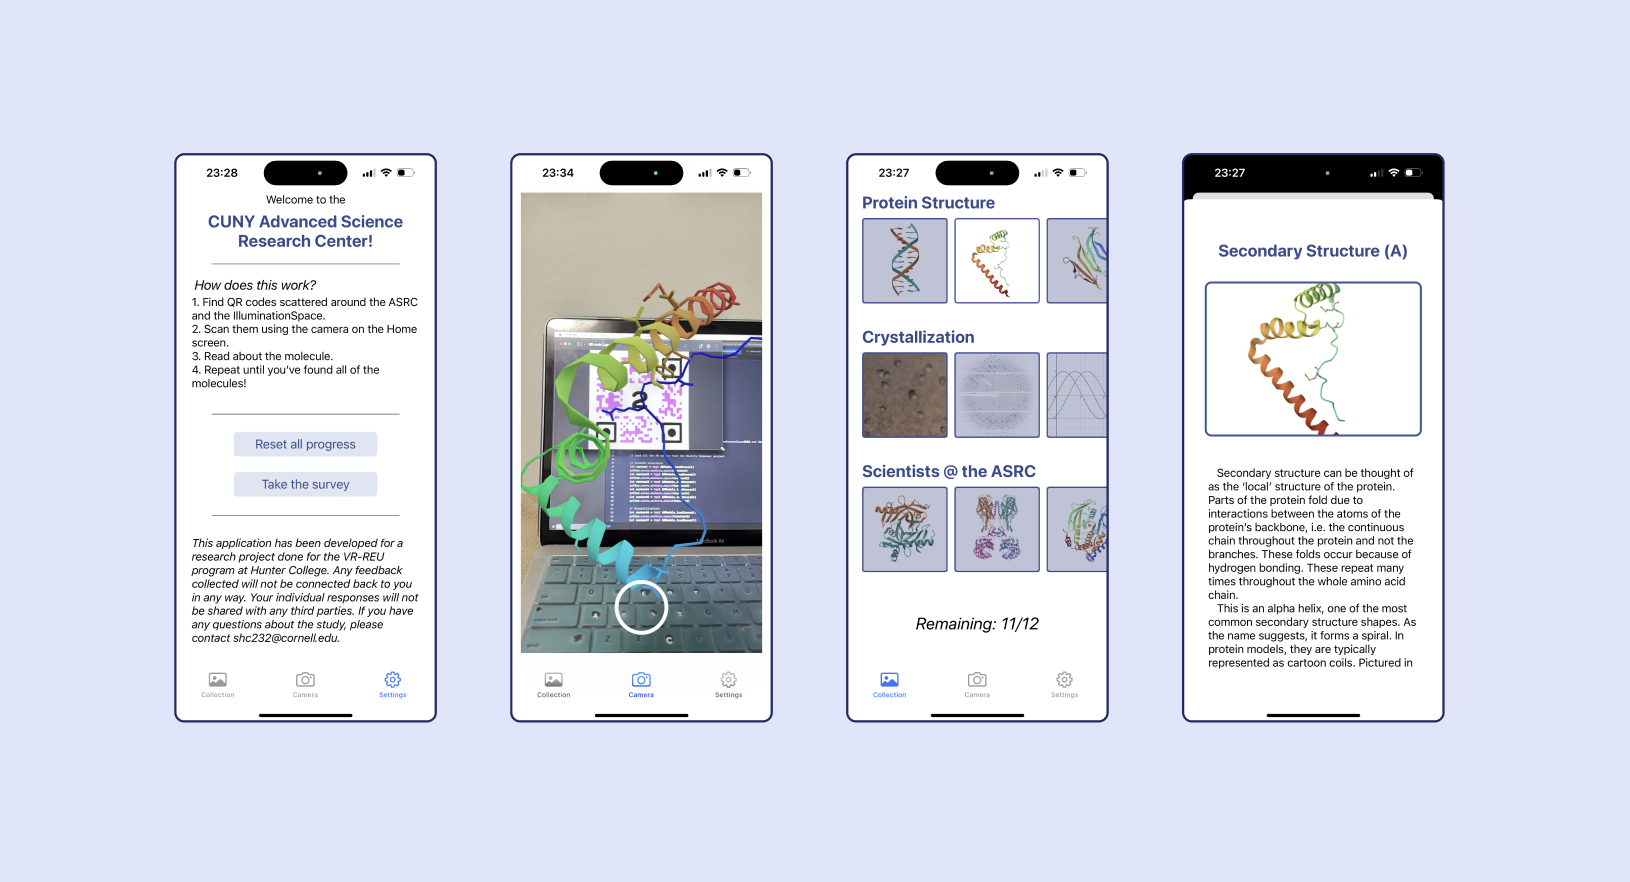 23:28
Welcome to the
CUNY Advanced Science
Research Center!
How does this work?
1. Find QR codes scattered around the ASRC
and the IlluminationSpace.
2. Scan them using the camera on the Home
screen.
3. Read about the molecule.
4. Repeat until you've found all of the
molecules!
Reset all progress
Take the survey
This application has been developed for a
research project done for the VR-REU
program at Hunter College. Any feedback
collected will not be connected back to you
in any way. Your individual responses will not
be shared with any third parties. If you have
any questions about the study, please
contact shc232@cornell.edu.
Collection
Camera
Settings
23:34
2
MacBook Air
Collection
Camera
Settings
23:27
Protein Structure
Crystallization
Scientists @ the ASRC
Remaining: 11/12
Collection
Camera
Settings
23:27
Secondary Structure (A)
Secondary structure can be thought of
as the 'local' structure of the protein.
Parts of the protein fold due to
interactions between the atoms of the
protein's backbone, i.e. the continuous
chain throughout the protein and not the
branches. These folds occur because of
hydrogen bonding. These repeat many
times throughout the whole amino acid
chain.
This is an alpha helix, one of the most
common secondary structure shapes. As
the name suggests, it forms a spiral. In
protein models, they are typically
represented as cartoon coils. Pictured in